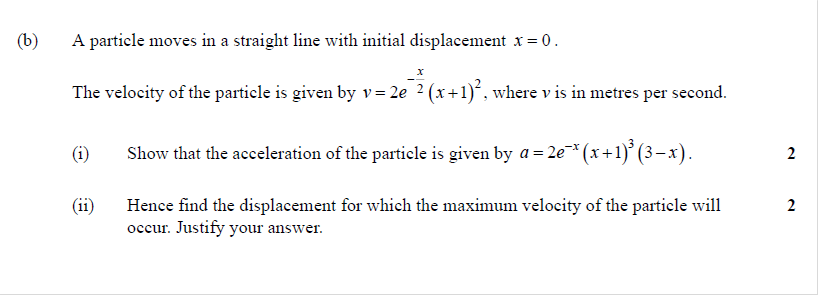 (b) A particle moves in a straight line with initial displacement x = 0.
The velocity of the particle is given by v = 2e^{-\frac{x}{2}}(x+1)^2, where v is in metres per second.
(i) Show that the acceleration of the particle is given by a = 2e^{-x}(x+1)^3(3-x). 2
(ii) Hence find the displacement for which the maximum velocity of the particle will 2
occur. Justify your answer.